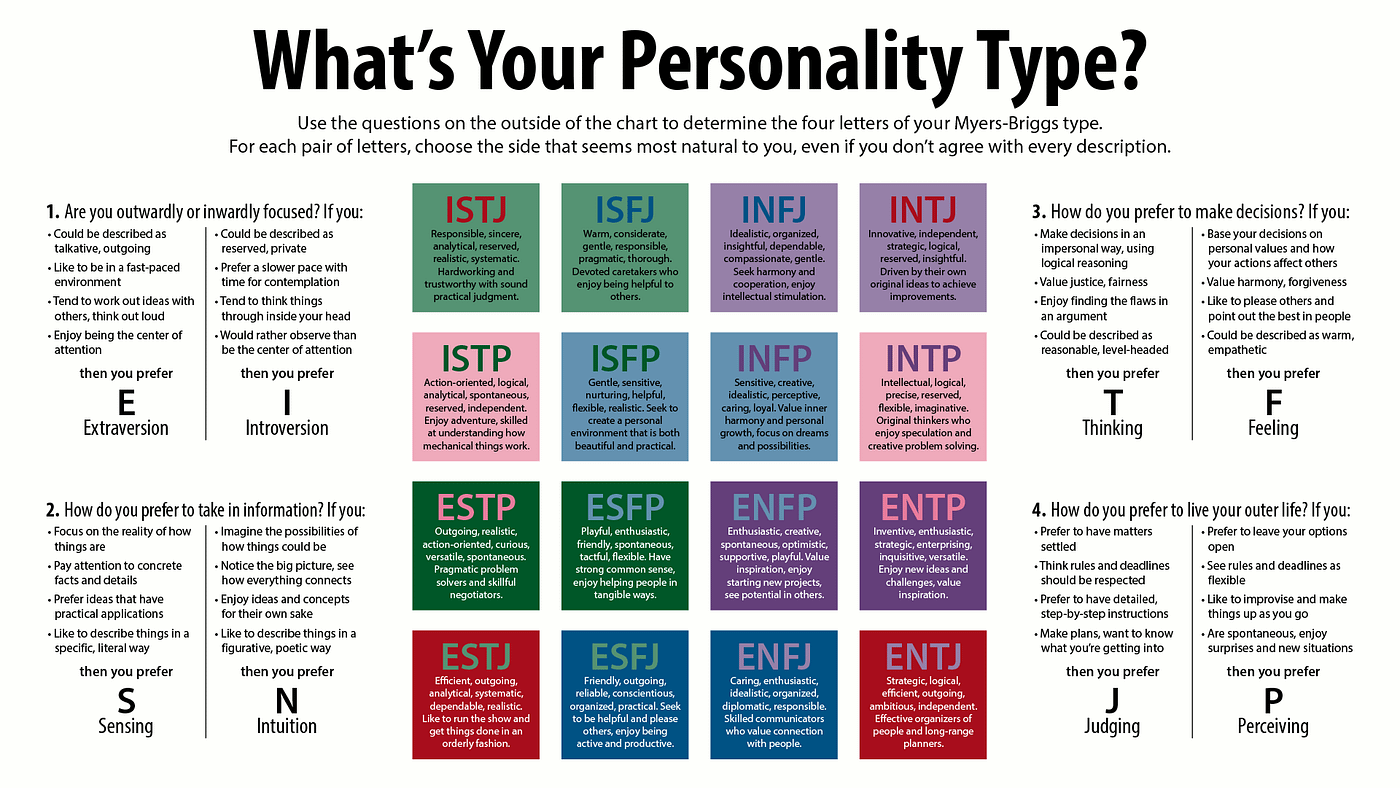 What's Your Personality Type?
Use the questions on the outside of the chart to determine the four letters of your Myers-Briggs type.
For each pair of letters, choose the side that seems most natural to you, even if you don't agree with every description.
1. Are you outwardly or inwardly focused? If you:
• Could be described as
talkative, outgoing
• Like to be in a fast-paced
environment
• Tend to work out ideas with
others, think out loud
• Enjoy being the center of
attention
then you prefer
E
Extraversion
• Could be described as
reserved, private
• Prefer a slower pace with
time for contemplation
• Tend to think things
through inside your head
• Would rather observe than
be the center of attention
then you prefer
I
Introversion
2. How do you prefer to take in information? If you:
• Focus on the reality of how
things are
• Pay attention to concrete
facts and details
• Prefer ideas that have
practical applications
• Like to describe things in a
specific, literal way
then you prefer
S
Sensing
• Imagine the possibilities of
how things could be
• Notice the big picture, see
how everything connects
• Enjoy ideas and concepts
for their own sake
• Like to describe things in a
figurative, poetic way
then you prefer
N
Intuition
ISTJ
Responsible, sincere,
analytical, reserved,
realistic, systematic.
Hardworking and
trustworthy with sound
practical judgment.
ISFJ
Warm, considerate,
gentle, responsible,
pragmatic, thorough.
Devoted caretakers who
enjoy being helpful to
others.
INFJ
Idealistic, organized,
insightful, dependable,
compassionate, gentle.
Seek harmony and
cooperation, enjoy
intellectual stimulation.
INTJ
Innovative, independent,
strategic, logical,
reserved, insightful.
Driven by their own
original ideas to achieve
improvements.
ISTP
Action-oriented, logical,
analytical, spontaneous,
reserved, independent.
Enjoy adventure, skilled
at understanding how
mechanical things work.
ISFP
Gentle, sensitive,
nurturing, helpful,
flexible, realistic. Seek to
create a personal
environment that is both
beautiful and practical.
INFP
Sensitive, creative,
idealistic, perceptive,
caring, loyal. Value inner
harmony and personal
growth, focus on dreams
and possibilities.
INTP
Intellectual, logical,
precise, reserved,
flexible, imaginative.
Original thinkers who
enjoy speculation and
creative problem solving.
ESTP
Outgoing, realistic,
action-oriented, curious,
versatile, spontaneous.
Pragmatic problem
solvers and skillful
negotiators.
ESFP
Playful, enthusiastic,
friendly, spontaneous,
tactful, flexible. Have
strong common sense,
enjoy helping people in
tangible ways.
ENFP
Enthusiastic, creative,
spontaneous, optimistic,
supportive, playful. Value
inspiration, enjoy
starting new projects,
see potential in others.
ENTP
Inventive, enthusiastic,
strategic, enterprising,
inquisitive, versatile.
Enjoy new ideas and
challenges, value
inspiration.
ESTJ
Efficient, outgoing,
analytical, systematic,
dependable, realistic.
Like to run the show and
get things done in an
orderly fashion.
ESFJ
Friendly, outgoing,
reliable, conscientious,
organized, practical. Seek
to be helpful and please
others, enjoy being
active and productive.
ENFJ
Caring, enthusiastic,
idealistic, organized,
diplomatic, responsible.
Skilled communicators
who value connection
with people.
ENTJ
Strategic, logical,
efficient, outgoing,
ambitious, independent.
Effective organizers of
people and long-range
planners.
3. How do you prefer to make decisions? If you:
• Make decisions in an
impersonal way, using
logical reasoning
• Value justice, fairness
• Enjoy finding the flaws in
an argument
• Could be described as
reasonable, level-headed
then you prefer
T
Thinking
• Base your decisions on
personal values and how
your actions affect others
• Value harmony, forgiveness
• Like to please others and
point out the best in people
• Could be described as warm,
empathetic
then you prefer
F
Feeling
4. How do you prefer to live your outer life? If you:
• Prefer to have matters
settled
• Think rules and deadlines
should be respected
• Prefer to have detailed,
step-by-step instructions
• Make plans, want to know
what you're getting into
then you prefer
J
Judging
• Prefer to leave your options
open
• See rules and deadlines as
flexible
• Like to improvise and make
things up as you go
• Are spontaneous, enjoy
surprises and new situations
then you prefer
P
Perceiving